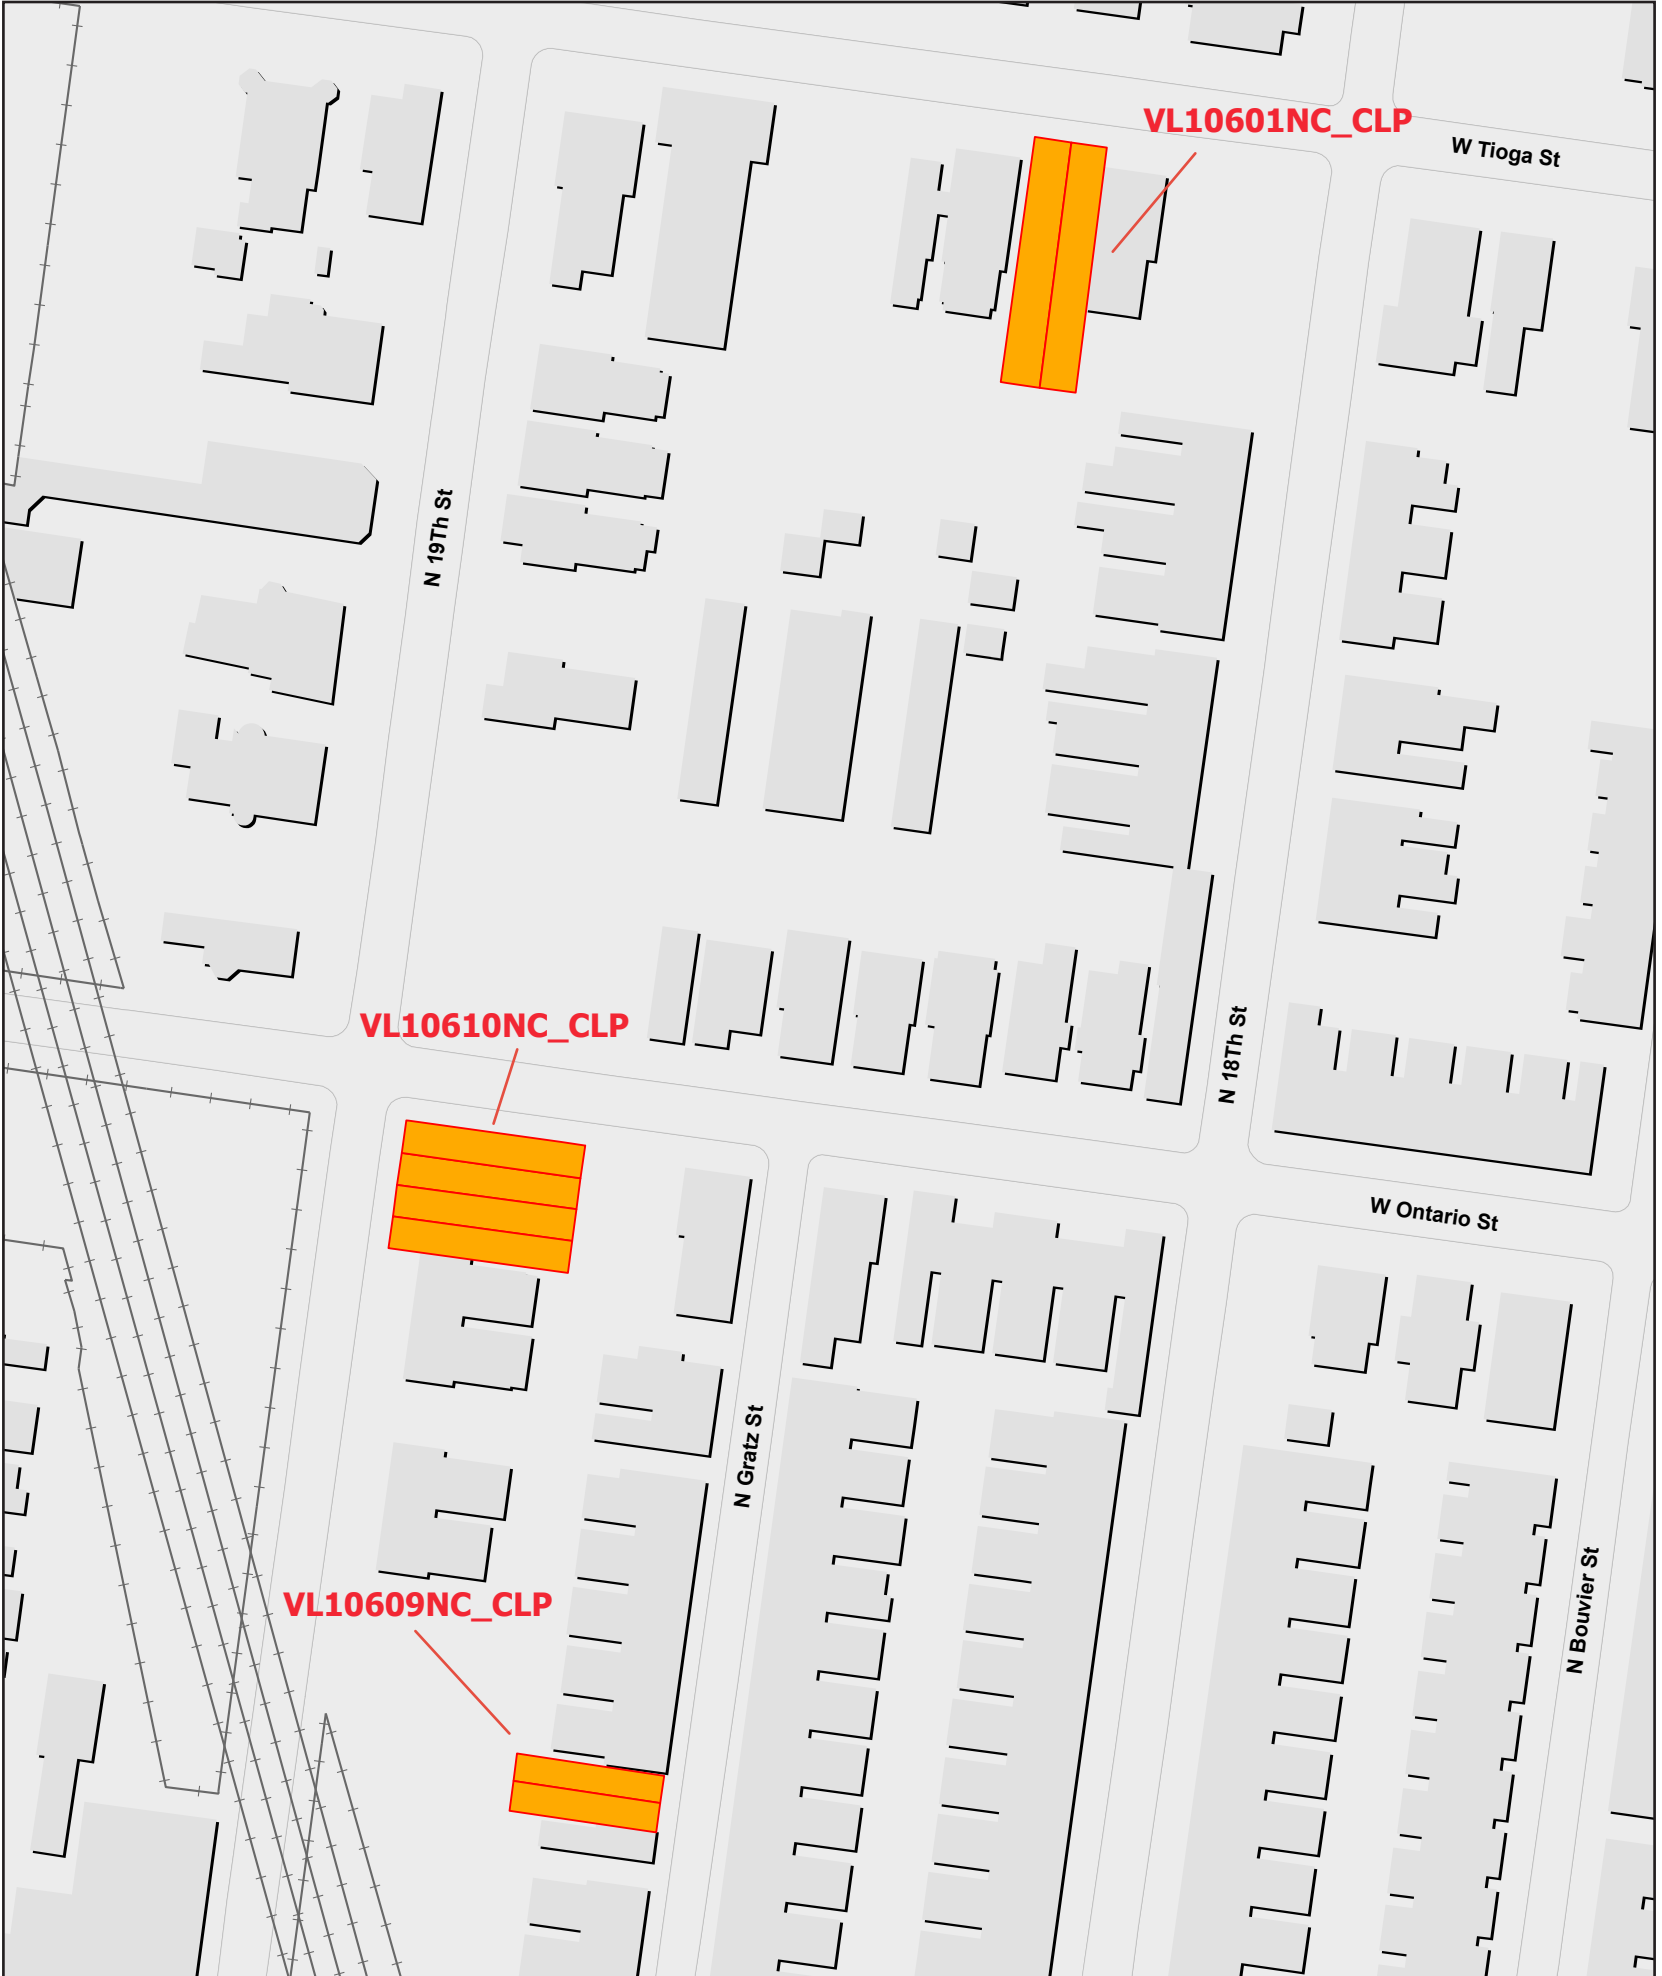 VL10601NC_CLP
W Tioga St
N 19Th St
VL10610NC_CLP
N 18Th St
W Ontario St
N Gratz St
VL10609NC_CLP
N Bouvier St